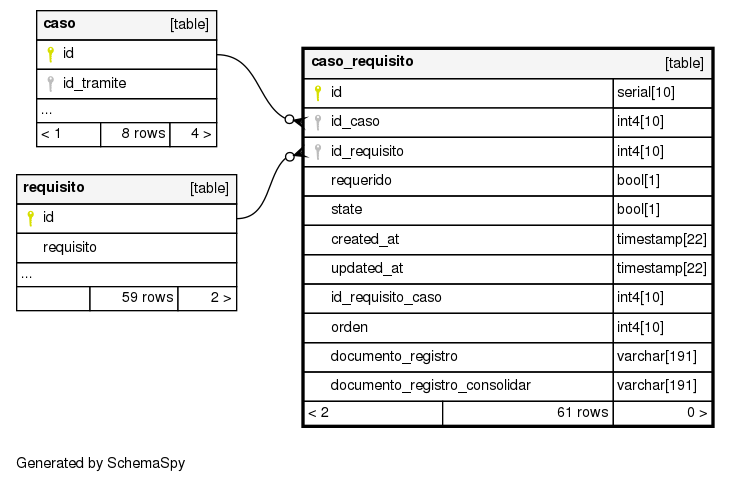 caso [table]
id
id_tramite
...
< 1 8 rows 4 >
requisito [table]
id
requisito
...
59 rows 2 >
caso_requisito [table]
id serial[10]
id_caso int4[10]
id_requisito int4[10]
requerido bool[1]
state bool[1]
created_at timestamp[22]
updated_at timestamp[22]
id_requisito_caso int4[10]
orden int4[10]
documento_registro varchar[191]
documento_registro_consolidar varchar[191]
< 2 61 rows 0 >
Generated by SchemaSpy